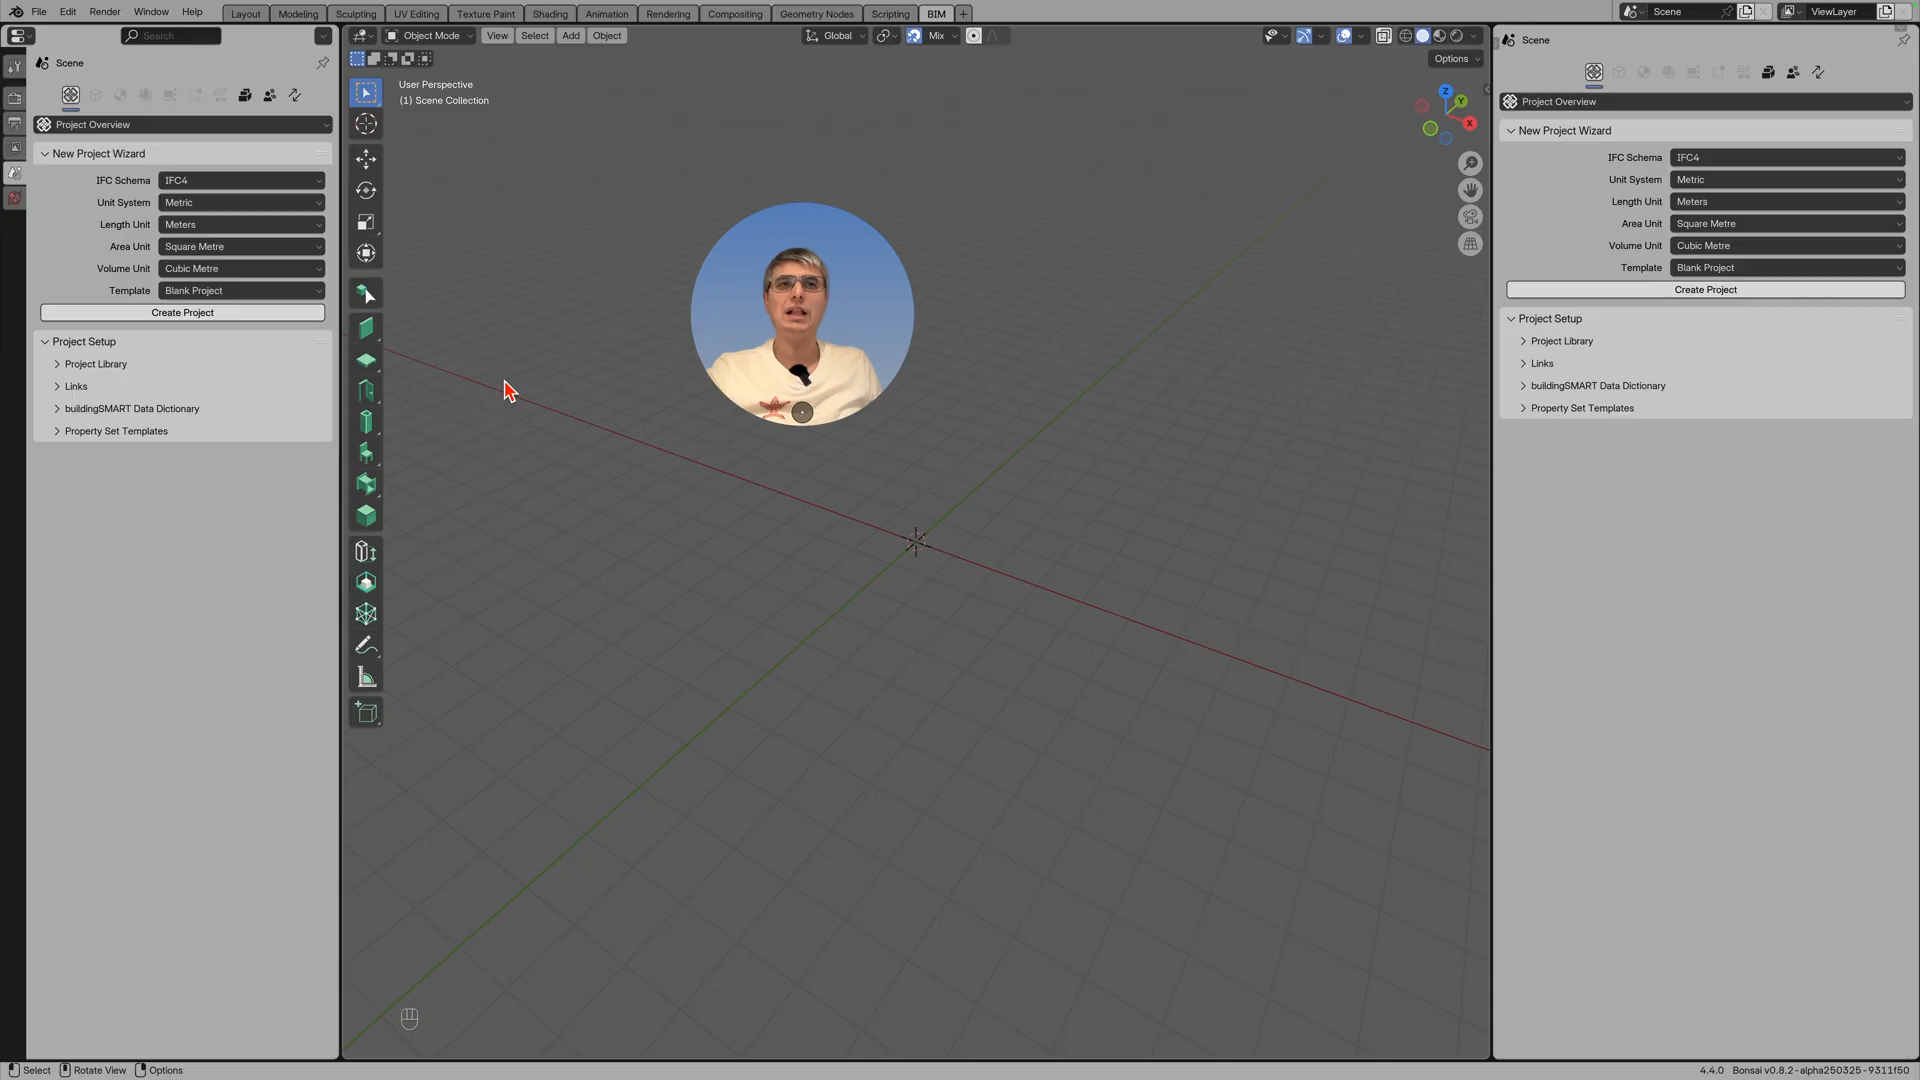 File Edit Render Window Help Layout Modeling Sculpting UV Editing Texture Paint Shading Animation Rendering Compositing Geometry Nodes Scripting BIM + Scene ViewLayer
Search
Object Mode View Select Add Object Global Mix
Options
Scene
Project Overview
New Project Wizard
IFC Schema IFC4
Unit System Metric
Length Unit Meters
Area Unit Square Metre
Volume Unit Cubic Metre
Template Blank Project
Create Project
Project Setup
Project Library
Links
buildingSMART Data Dictionary
Property Set Templates
User Perspective
(1) Scene Collection
Z
Y
X
Scene
Project Overview
New Project Wizard
IFC Schema IFC4
Unit System Metric
Length Unit Meters
Area Unit Square Metre
Volume Unit Cubic Metre
Template Blank Project
Create Project
Project Setup
Project Library
Links
buildingSMART Data Dictionary
Property Set Templates
Select Rotate View Options
4.4.0 Bonsai v0.8.2-alpha250325-9311f50